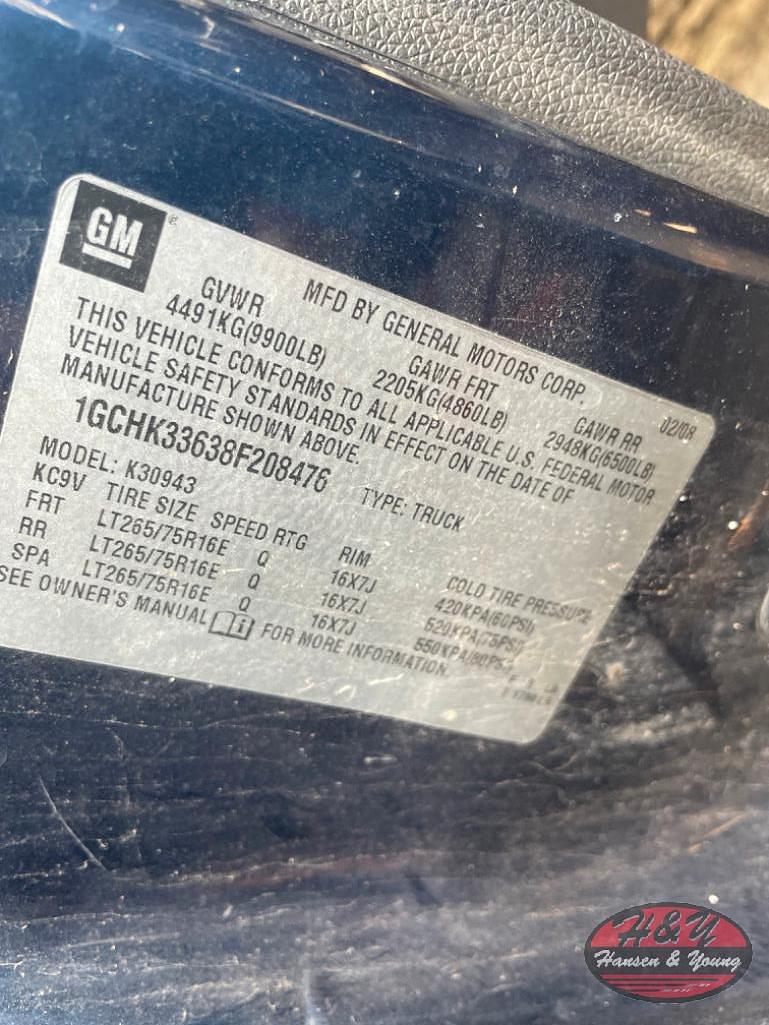 GM
MFD BY GENERAL MOTORS CORP. 02/08
GVWR GAWR FRT GAWR RR
4491KG(9900LB) 2205KG(4860LB) 2948KG(6500LB)
THIS VEHICLE CONFORMS TO ALL APPLICABLE U.S. FEDERAL MOTOR
VEHICLE SAFETY STANDARDS IN EFFECT ON THE DATE OF
MANUFACTURE SHOWN ABOVE.
1GCHK33638F208476 TYPE: TRUCK
MODEL: K30943
KC9V TIRE SIZE SPEED RTG RIM COLD TIRE PRESSURE
FRT LT265/75R16E Q 16X7J 420KPA(60PSI)
RR LT265/75R16E Q 16X7J 520KPA(75PSI)
SPA LT265/75R16E Q 16X7J 550KPA(80PSI)
SEE OWNER'S MANUAL FOR MORE INFORMATION.
H&Y
Hansen & Young